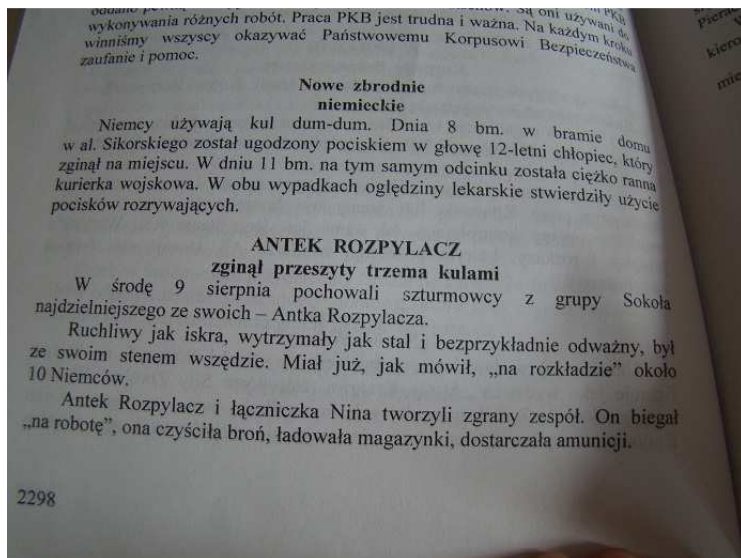 oddano
Są oni używani do
wykonywania różnych robót. Praca PKB jest trudna i ważna. Na każdym kroku
winniśmy wszyscy okazywać Państwowemu Korpusowi Bezpieczeństwa
zaufanie i pomoc.
Nowe zbrodnie
niemieckie
Niemcy używają kul dum-dum. Dnia 8 bm. w bramie domu
w al. Sikorskiego został ugodzony pociskiem w głowę 12-letni chłopiec, który
zginął na miejscu. W dniu 11 bm. na tym samym odcinku została ciężko ranna
kurierka wojskowa. W obu wypadkach oględziny lekarskie stwierdziły użycie
pocisków rozrywających.
ANTEK ROZPYLACZ
zginął przeszyty trzema kulami
W środę 9 sierpnia pochowali szturmowcy z grupy Sokoła
najdzielniejszego ze swoich – Antka Rozpylacza.
Ruchliwy jak iskra, wytrzymały jak stal i bezprzykładnie odważny, był
ze swoim stenem wszędzie. Miał już, jak mówił, „na rozkładzie” około
10 Niemców.
Antek Rozpylacz i łączniczka Nina tworzyli zgrany zespół. On biegał
„na robotę”, ona czyściła broń, ładowała magazynki, dostarczała amunicji.
2298